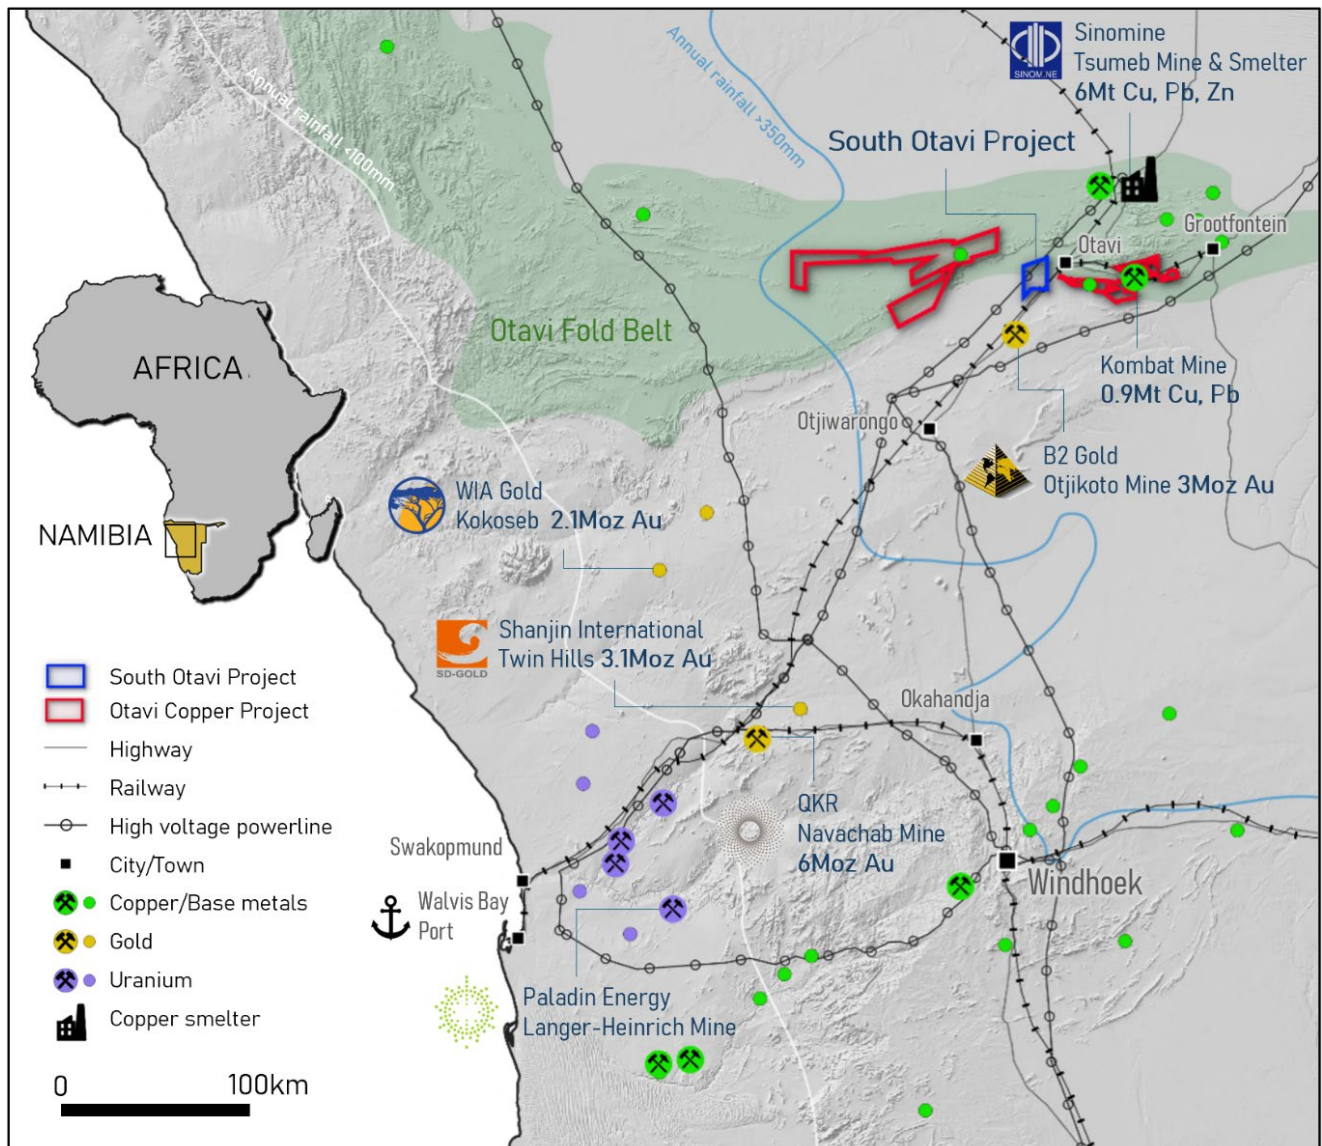 Annual rainfall <100mm
Annual rainfall >350mm
SINOM.NE
Sinomine
Tsumeb Mine & Smelter
6Mt Cu, Pb, Zn
South Otavi Project
Grootfontein
Otavi
Otavi Fold Belt
Kombat Mine
0.9Mt Cu, Pb
Otjiwarongo
B2 Gold
Otjikoto Mine 3Moz Au
AFRICA
NAMIBIA
WIA Gold
Kokoseb 2.1Moz Au
SD-GOLD
Shanjin International
Twin Hills 3.1Moz Au
Okahandja
QKR
Navachab Mine
6Moz Au
Swakopmund
Walvis Bay
Port
Windhoek
Paladin Energy
Langer-Heinrich Mine
South Otavi Project
Otavi Copper Project
Highway
Railway
High voltage powerline
City/Town
Copper/Base metals
Gold
Uranium
Copper smelter
0 100km